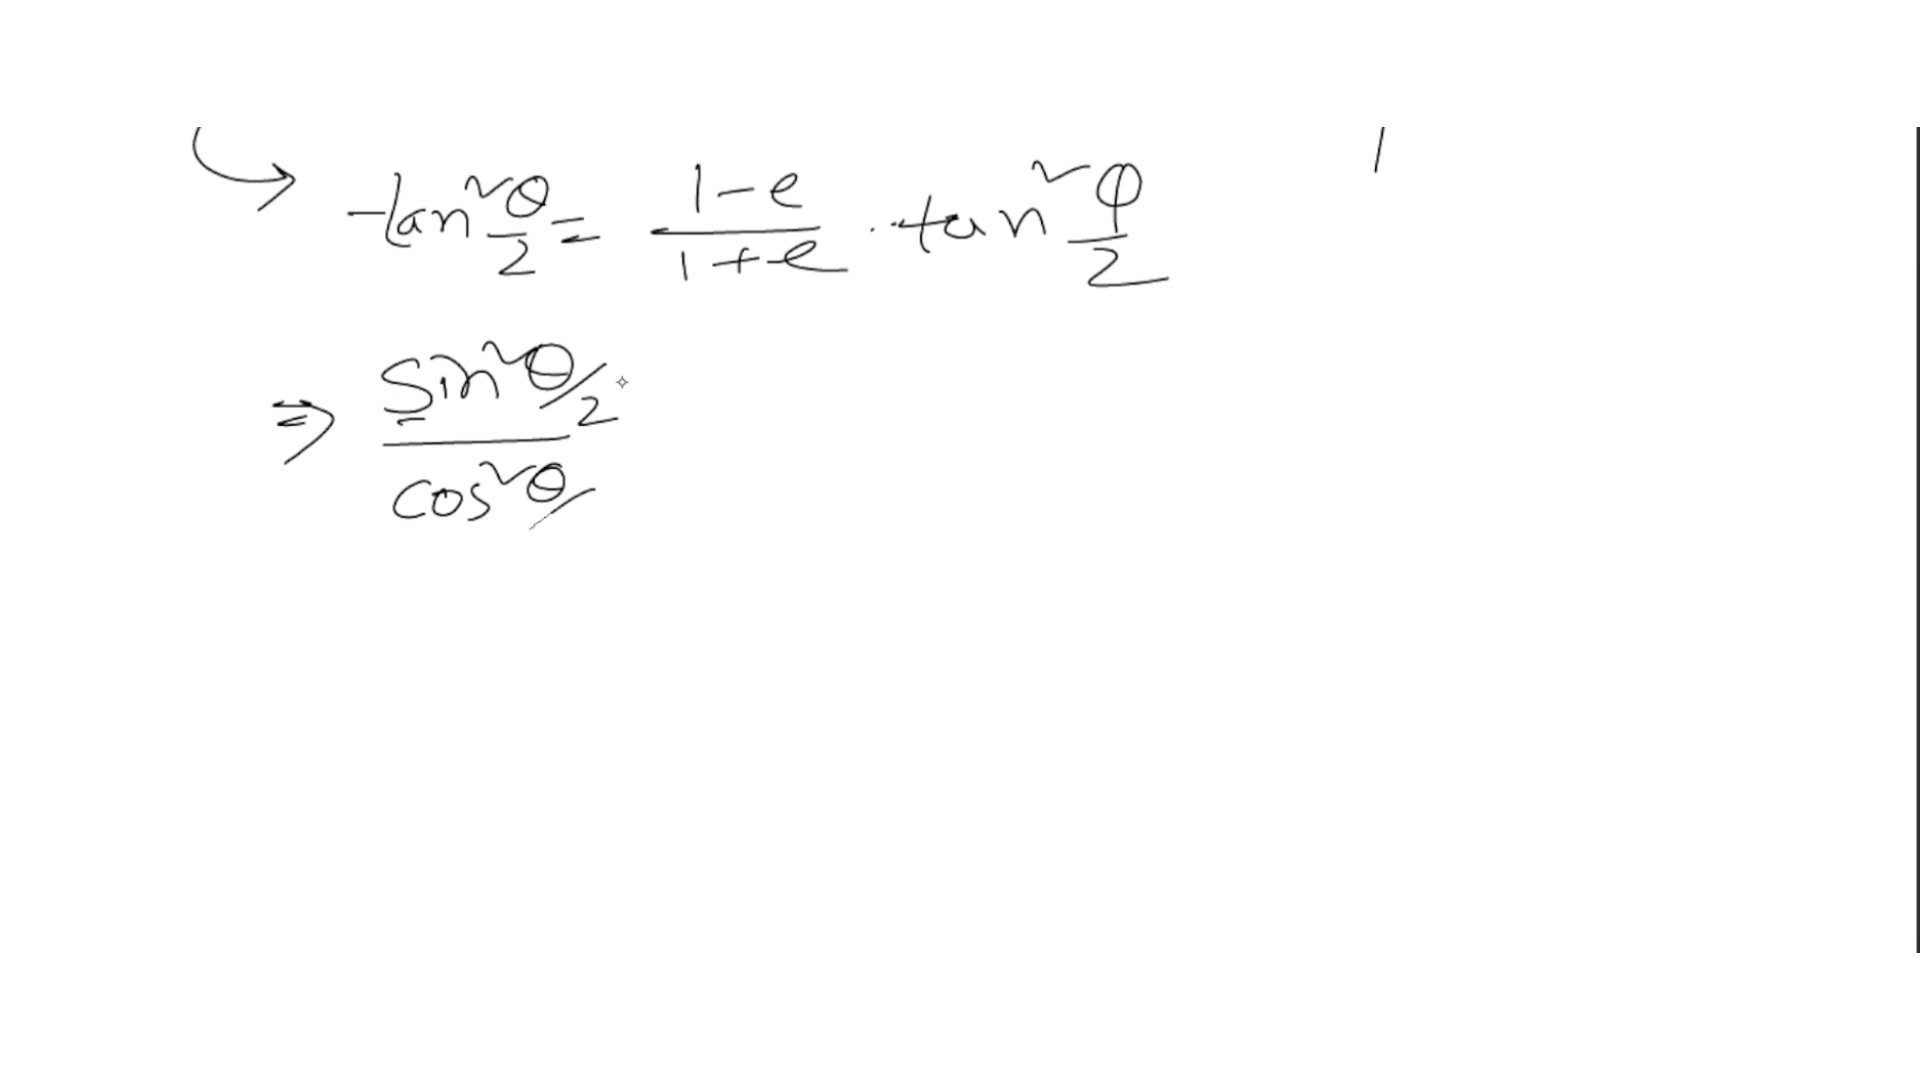 tan²θ/2 = (1-e)/(1+e) · tan²φ/2
⇒ (sin²θ/2)/(cos²θ/